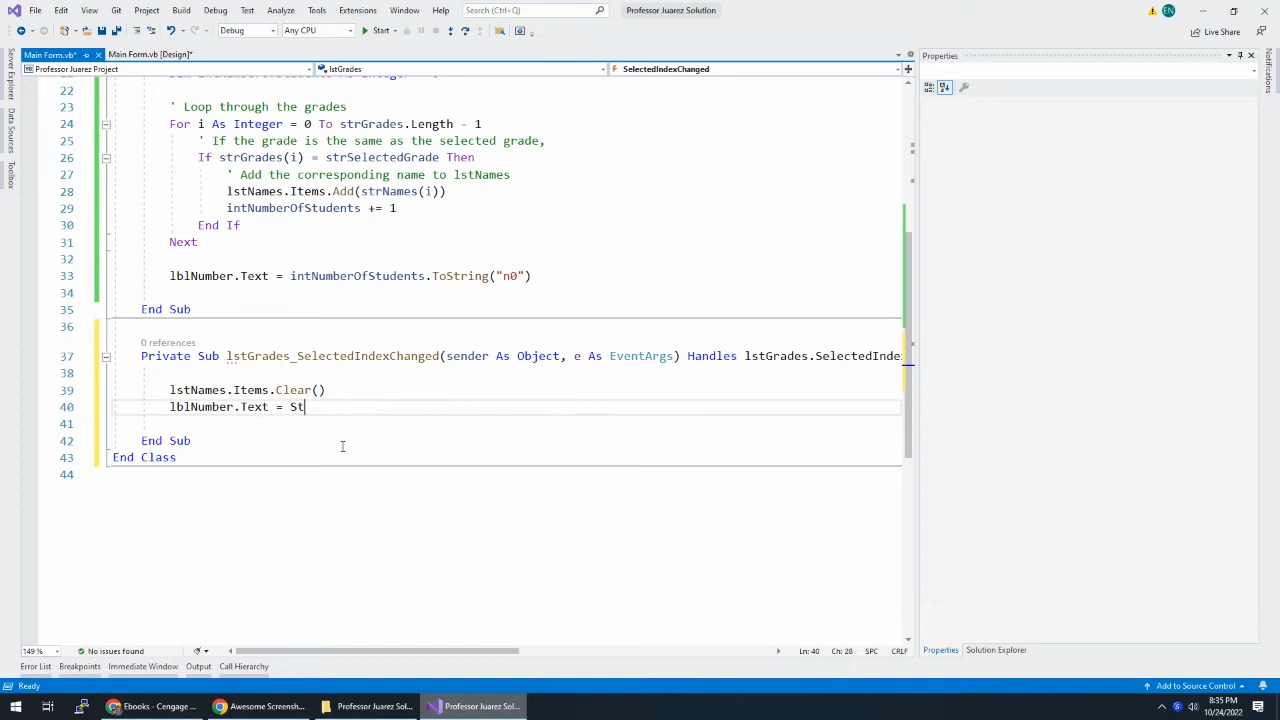 File Edit View Git Project Build Debug Test Analyze Tools Extensions Window Help Search (Ctrl+Q) Professor Juarez Solution EN
Debug Any CPU Start Live Share
Main Form.vb* Main Form.vb [Design]* Properties
Professor Juarez Project lstGrades SelectedIndexChanged
Server Explorer
Data Sources
Toolbox
Notifications
22
23 ' Loop through the grades
24 For i As Integer = 0 To strGrades.Length - 1
25 ' If the grade is the same as the selected grade,
26 If strGrades(i) = strSelectedGrade Then
27 ' Add the corresponding name to lstNames
28 lstNames.Items.Add(strNames(i))
29 intNumberOfStudents += 1
30 End If
31 Next
32
33 lblNumber.Text = intNumberOfStudents.ToString("n0")
34
35 End Sub
36
0 references
37 Private Sub lstGrades_SelectedIndexChanged(sender As Object, e As EventArgs) Handles lstGrades.SelectedInde
38
39 lstNames.Items.Clear()
40 lblNumber.Text = St
41
42 End Sub
43 End Class
44
149 % No issues found Ln: 40 Ch: 28 SPC CRLF Properties Solution Explorer
Error List Breakpoints Immediate Window Output Call Hierarchy
Ready Add to Source Control
Ebooks - Cengage ... Awesome Screensh... Professor Juarez Sol... Professor Juarez Sol... 8:35 PM
10/24/2022